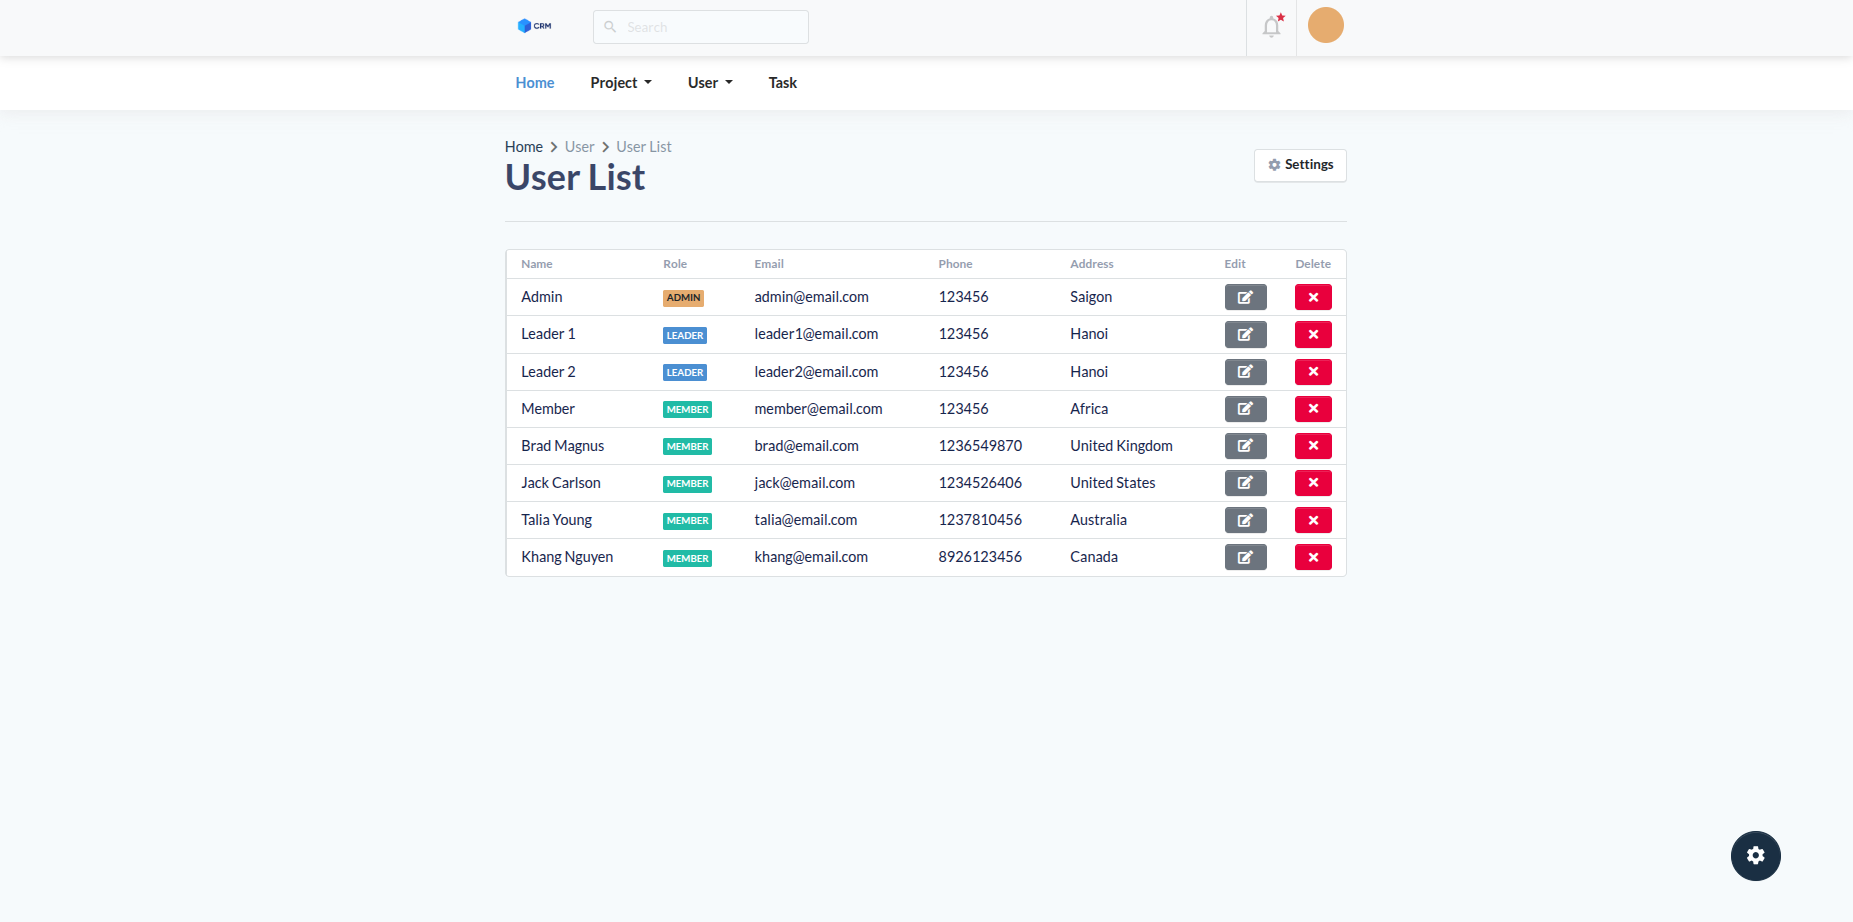 CRM
Search
Home Project User Task
Home User User List
User List
Settings
Name Role Email Phone Address Edit Delete
Admin ADMIN admin@email.com 123456 Saigon
Leader 1 LEADER leader1@email.com 123456 Hanoi
Leader 2 LEADER leader2@email.com 123456 Hanoi
Member MEMBER member@email.com 123456 Africa
Brad Magnus MEMBER brad@email.com 1236549870 United Kingdom
Jack Carlson MEMBER jack@email.com 1234526406 United States
Talia Young MEMBER talia@email.com 1237810456 Australia
Khang Nguyen MEMBER khang@email.com 8926123456 Canada